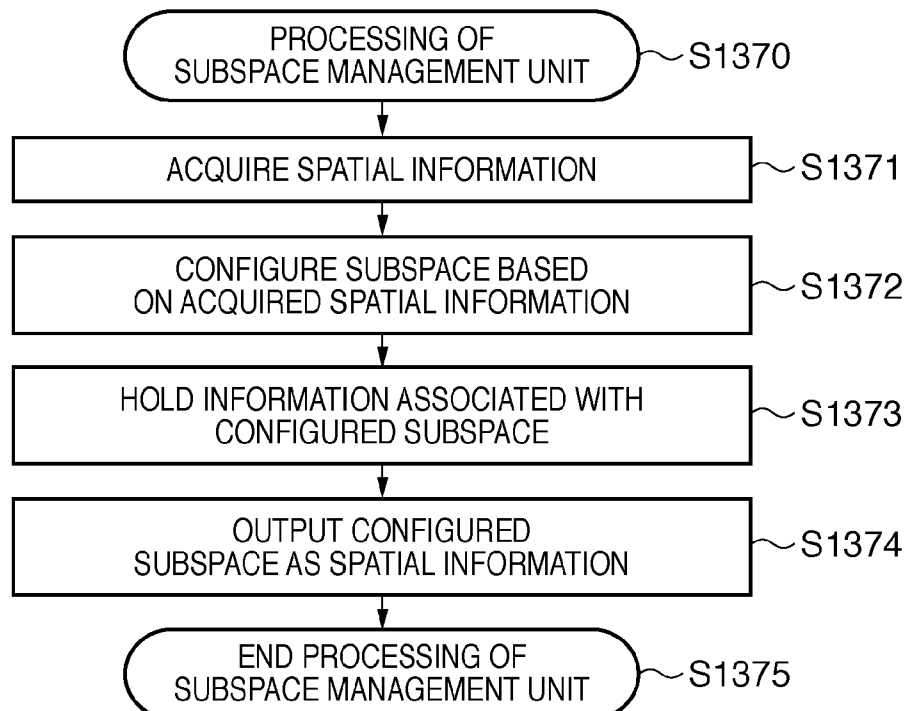 PROCESSING OF
SUBSPACE MANAGEMENT UNIT
S1370
ACQUIRE SPATIAL INFORMATION
S1371
CONFIGURE SUBSPACE BASED
ON ACQUIRED SPATIAL INFORMATION
S1372
HOLD INFORMATION ASSOCIATED WITH
CONFIGURED SUBSPACE
S1373
OUTPUT CONFIGURED
SUBSPACE AS SPATIAL INFORMATION
S1374
END PROCESSING OF
SUBSPACE MANAGEMENT UNIT
S1375